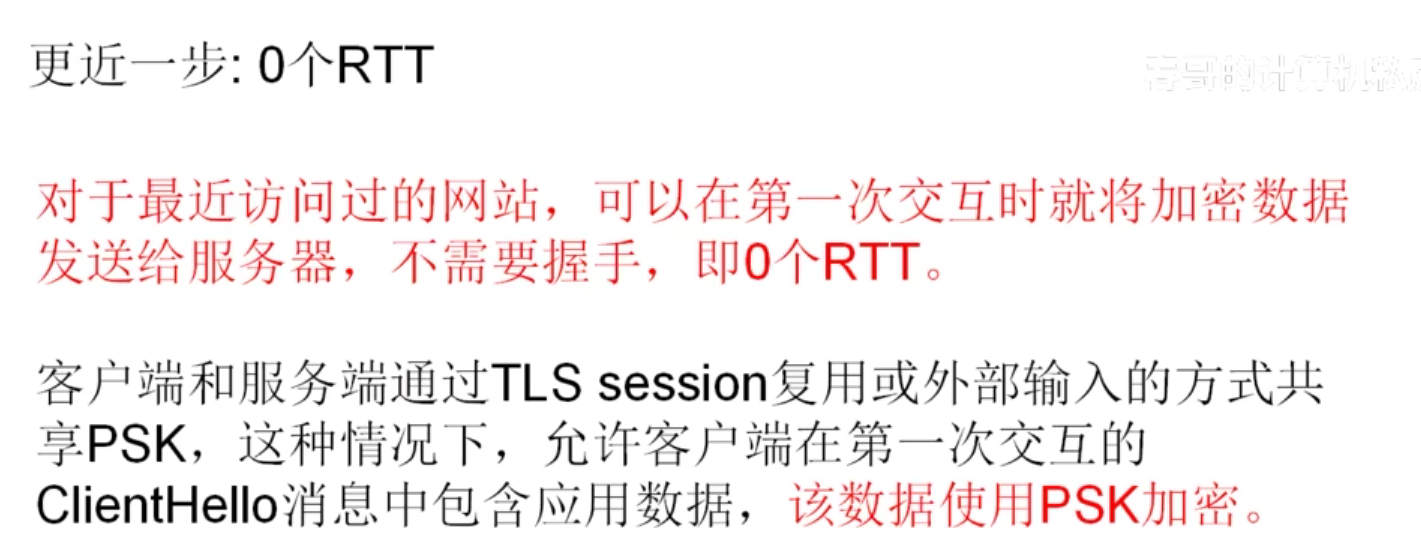 更近一步: 0个RTT
春哥的计算机
对于最近访问过的网站，可以在第一次交互时就将加密数据
发送给服务器，不需要握手，即0个RTT。
客户端和服务端通过TLS session复用或外部输入的方式共
享PSK，这种情况下，允许客户端在第一次交互的
ClientHello消息中包含应用数据，该数据使用PSK加密。